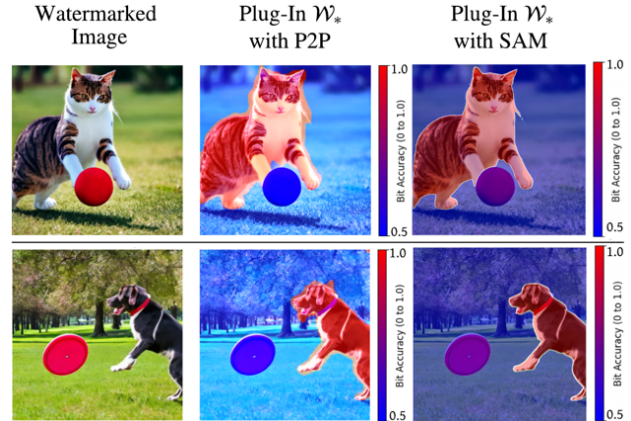 Watermarked
Image
Plug-In 𝒲*
with P2P
Plug-In 𝒲*
with SAM
1.0
Bit Accuracy (0 to 1.0)
0.5
1.0
Bit Accuracy (0 to 1.0)
0.5
1.0
Bit Accuracy (0 to 1.0)
0.5
1.0
Bit Accuracy (0 to 1.0)
0.5